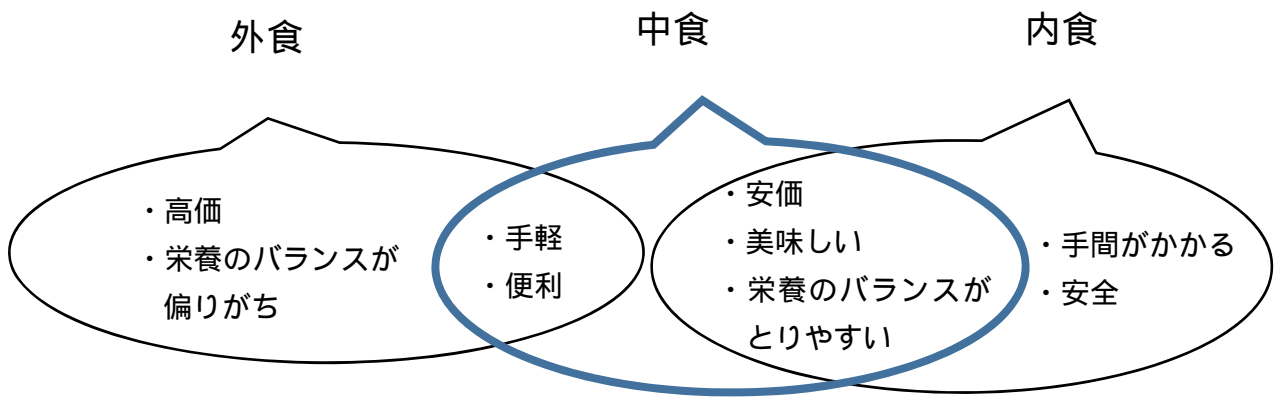 外食
中食
内食
・高価
・栄養のバランスが
偏りがち
・手軽
・便利
・安価
・美味しい
・栄養のバランスが
とりやすい
・手間がかかる
・安全